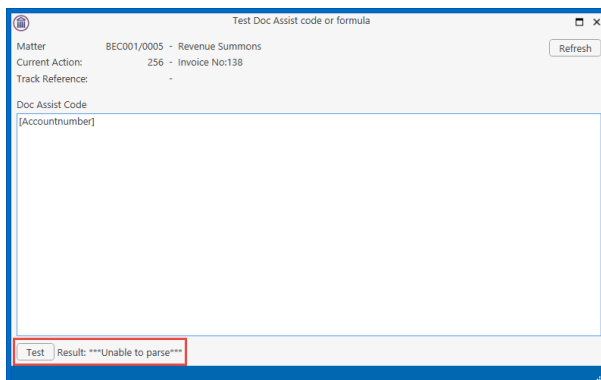 Test Doc Assist code or formula
Matter BEC001/0005 - Revenue Summons
Refresh
Current Action: 256 - Invoice No:138
Track Reference: -
Doc Assist Code
[Accountnumber]
Test Result: ***Unable to parse***